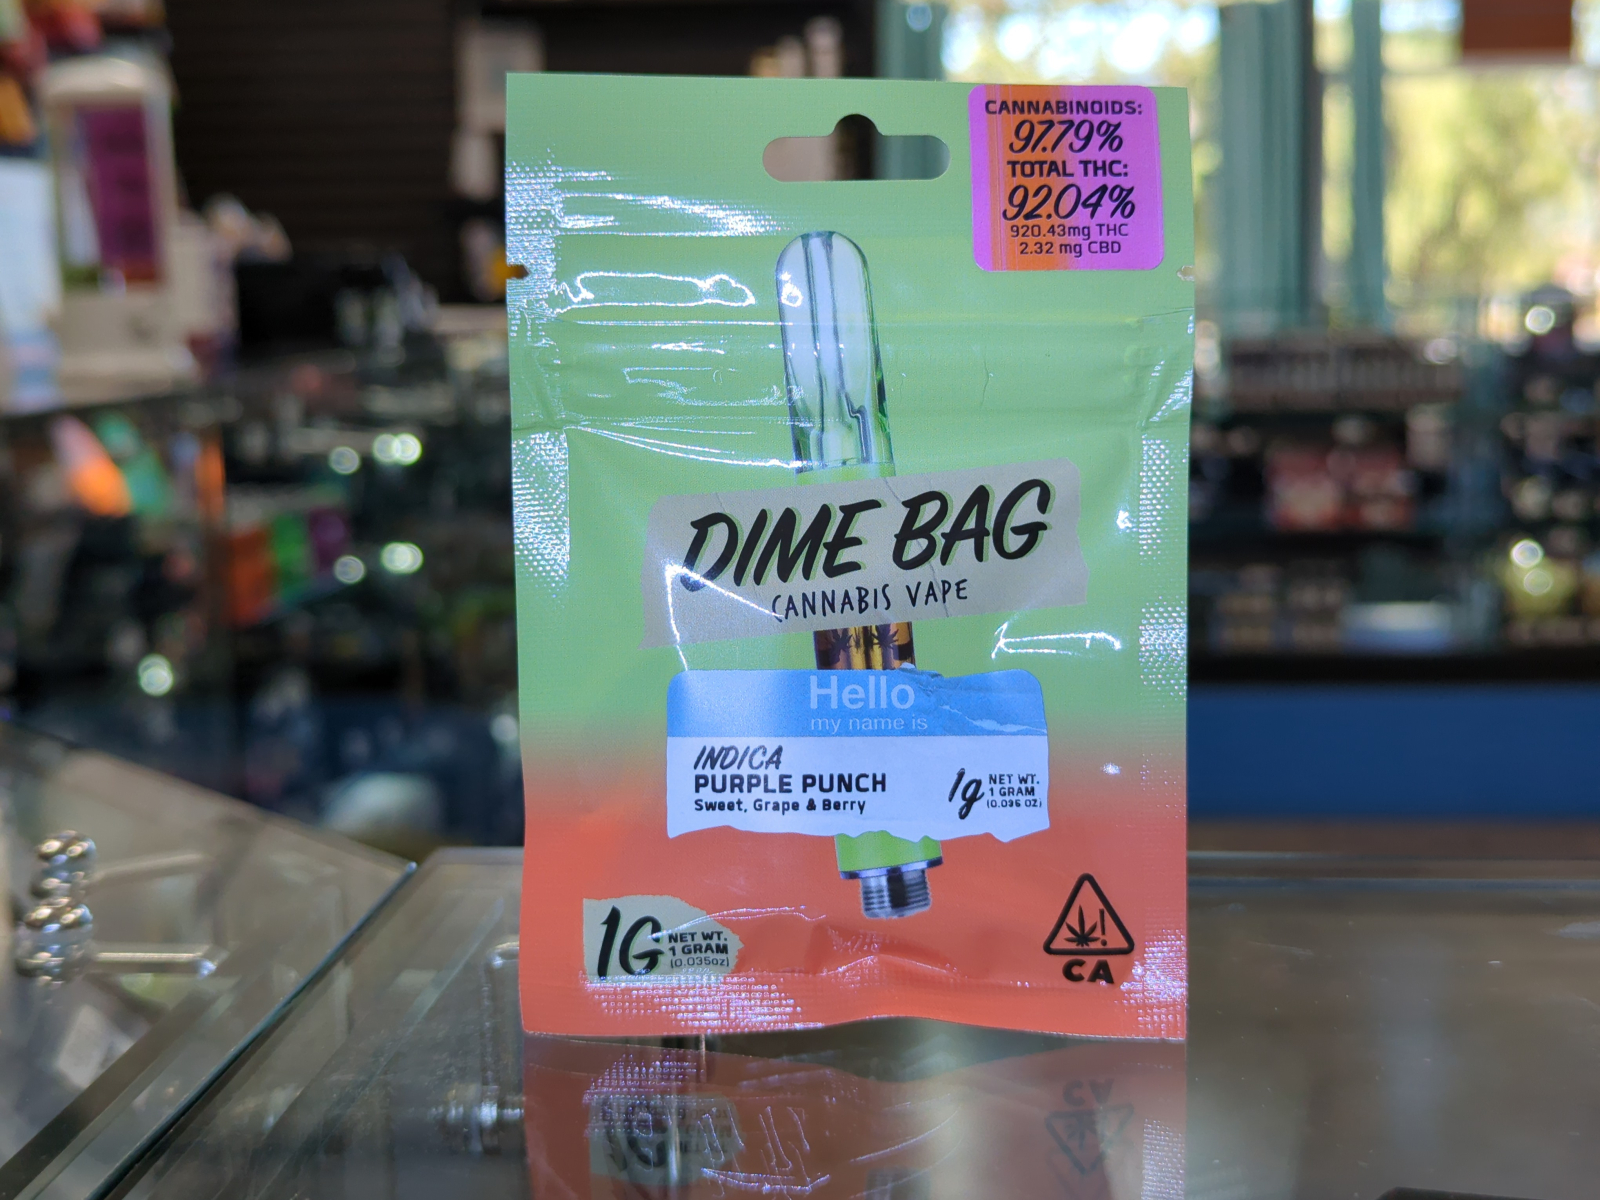 CANNABINOIDS:
97.79%
TOTAL THC:
92.04%
920.43mg THC
2.32 mg CBD
DIME BAG
CANNABIS VAPE
Hello
my name is
INDICA
PURPLE PUNCH
Sweet, Grape & Berry
1g NET WT.
1 GRAM
(0.035 OZ)
1G NET WT.
1 GRAM
(0.035oz)
!
CA